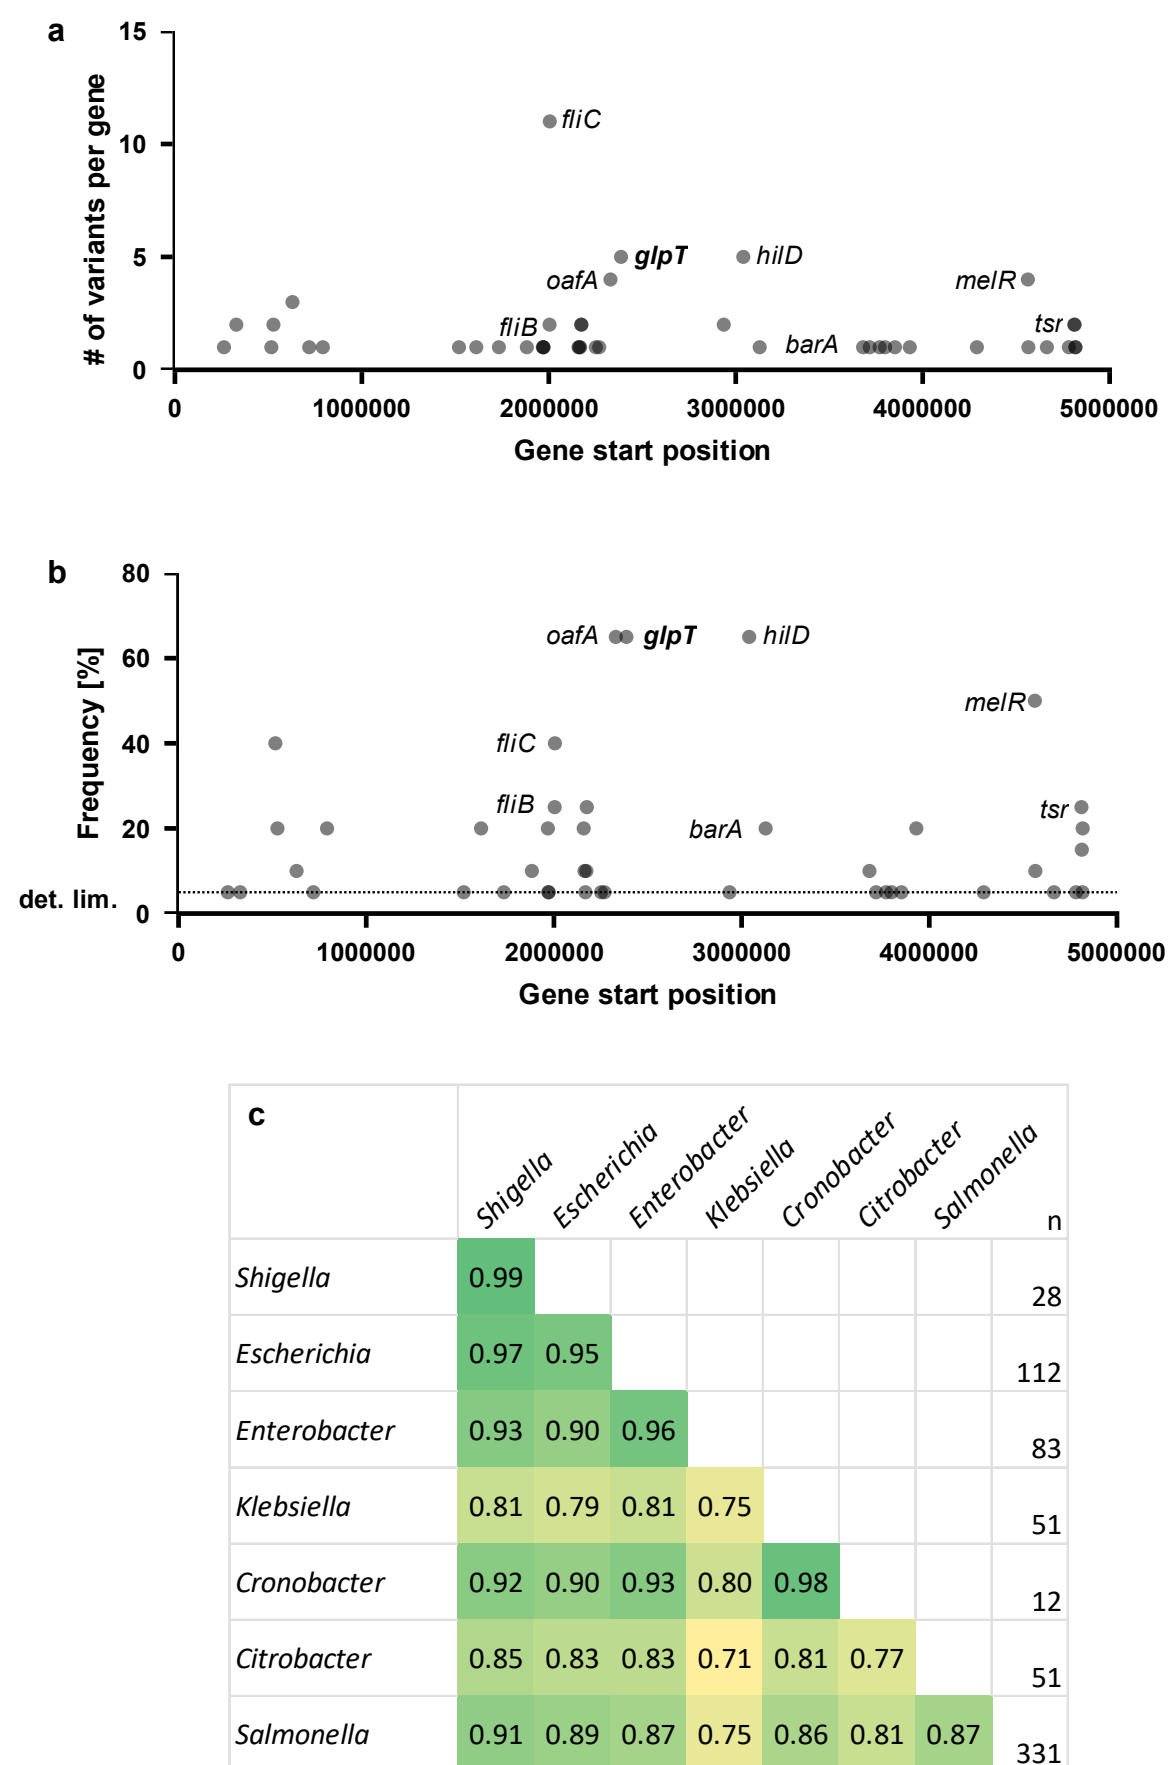 a
# of variants per gene
15
10
5
0
fliC
glpT
hilD
oafA
melR
fliB
barA
tsr
0 1000000 2000000 3000000 4000000 5000000
Gene start position
b
Frequency [%]
80
60
40
20
det. lim.
0
oafA glpT hilD
melR
fliC
fliB
barA
tsr
0 1000000 2000000 3000000 4000000 5000000
Gene start position
c
Shigella Escherichia Enterobacter Klebsiella Cronobacter Citrobacter Salmonella n
Shigella 0.99 28
Escherichia 0.97 0.95 112
Enterobacter 0.93 0.90 0.96 83
Klebsiella 0.81 0.79 0.81 0.75 51
Cronobacter 0.92 0.90 0.93 0.80 0.98 12
Citrobacter 0.85 0.83 0.83 0.71 0.81 0.77 51
Salmonella 0.91 0.89 0.87 0.75 0.86 0.81 0.87 331